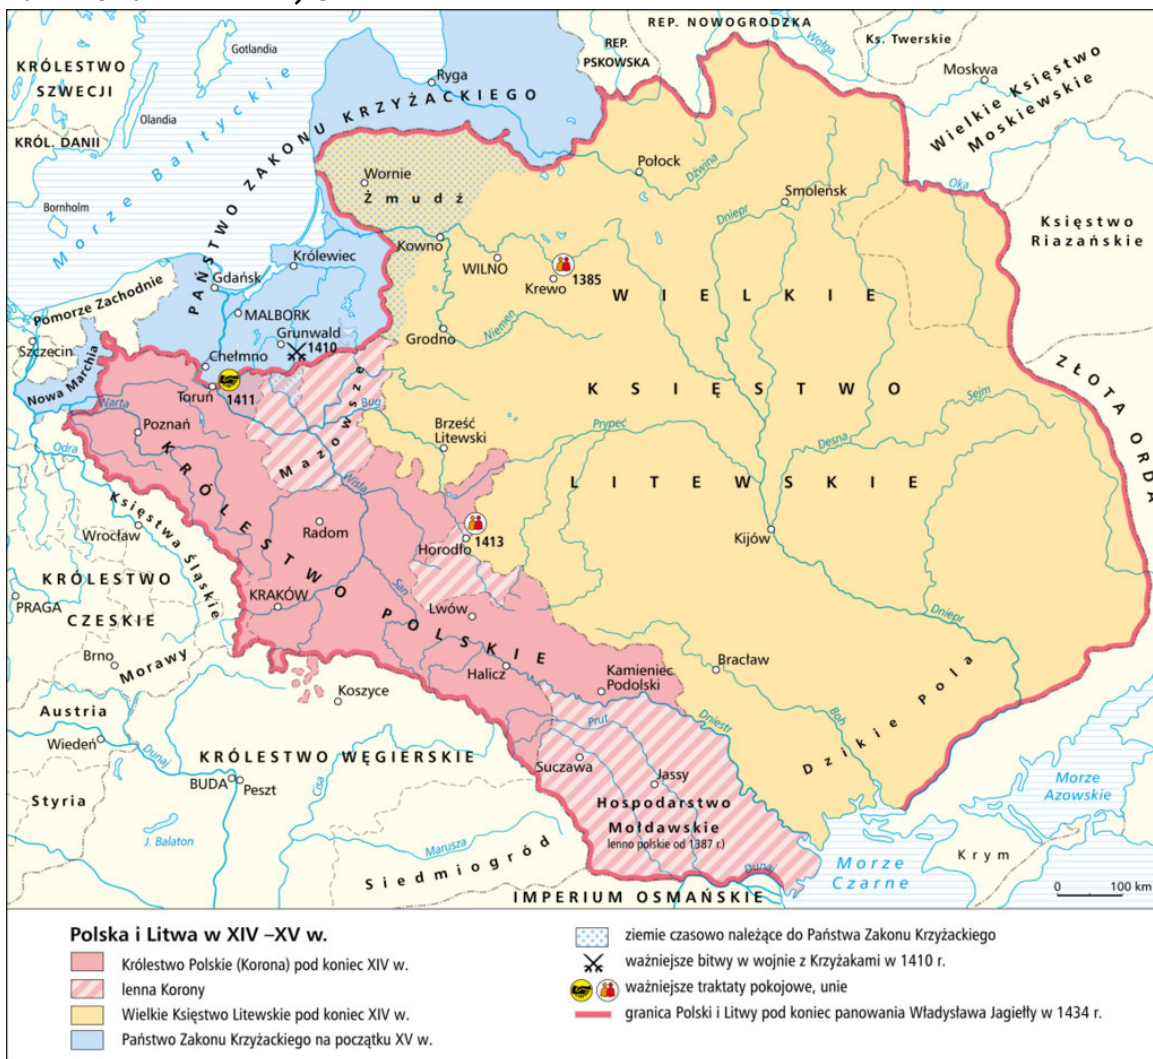 KRÓLESTWO
SZWECJI
Gotlandia
Olandia
KRÓL. DANII
Bornholm
Morze Bałtyckie
PAŃSTWO ZAKONU KRZYŻACKIEGO
Ryga
REP.
PSKOWSKA
REP. NOWOGRODZKA
Wołga
Ks. Twerskie
Moskwa
Wielkie Księstwo
Moskiewskie
Oka
Księstwo
Riazańskie
Wornie
Żmudź
Połock
Dźwina
Smoleńsk
Dniepr
Kowno
WILNO
Krewo
1385
Królewiec
Gdańsk
MALBORK
Grunwald
1410
Pomorze Zachodnie
Szczecin
Nowa Marchia
Chełmno
Toruń
1411
Grodno
Niemen
WIELKIE
KSIĘSTWO
LITEWSKIE
ZŁOTA ORDA
Warta
Poznań
Odra
Mazowsze
Bug
Wisła
Brześć
Litewski
Prypeć
Desna
Sejm
KRÓLESTWO POLSKIE
Księstwa Śląskie
Wrocław
Radom
Horodło
1413
Kijów
KRÓLESTWO
CZESKIE
PRAGA
KRAKÓW
San
Lwów
Dniepr
Brno
Morawy
Halicz
Kamieniec
Podolski
Bracław
Dzikie Pola
Koszyce
Austria
Wiedeń
Dunaj
KRÓLESTWO WĘGIERSKIE
Prut
Dniestr
Boh
BUDA
Peszt
Cisa
Suczawa
Jassy
Styria
Hospodarstwo
Mołdawskie
lenno polskie od 1387 r.)
J. Balaton
Marusza
Siedmiogród
Dunaj
IMPERIUM OSMAŃSKIE
Morze
Azowskie
Morze
Czarne
Krym
0 100 km
Polska i Litwa w XIV –XV w.
Królestwo Polskie (Korona) pod koniec XIV w.
lenna Korony
Wielkie Księstwo Litewskie pod koniec XIV w.
Państwo Zakonu Krzyżackiego na początku XV w.
ziemie czasowo należące do Państwa Zakonu Krzyżackiego
ważniejsze bitwy w wojnie z Krzyżakami w 1410 r.
ważniejsze traktaty pokojowe, unie
granica Polski i Litwy pod koniec panowania Władysława Jagiełły w 1434 r.